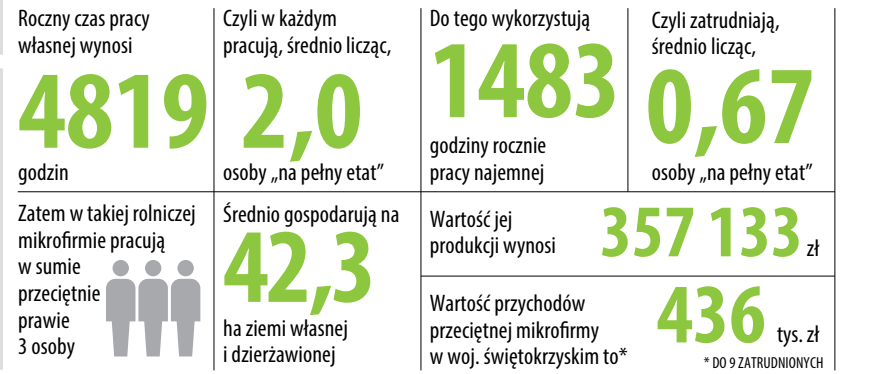 Roczny czas pracy
własnej wynosi
4819
godzin
Czyli w każdym
pracują, średnio licząc,
2,0
osoby „na pełny etat”
Do tego wykorzystują
1483
godziny rocznie
pracy najemnej
Czyli zatrudniają,
średnio licząc,
0,67
osoby „na pełny etat”
Zatem w takiej rolniczej
mikrofirmie pracują
w sumie
przeciętnie
prawie
3 osoby
Średnio gospodarują na
42,3
ha ziemi własnej
i dzierżawionej
Wartość jej
produkcji wynosi
357 133 zł
Wartość przychodów
przeciętnej mikrofirmy
w woj. świętokrzyskim to*
436 tys. zł
* DO 9 ZATRUDNIONYCH